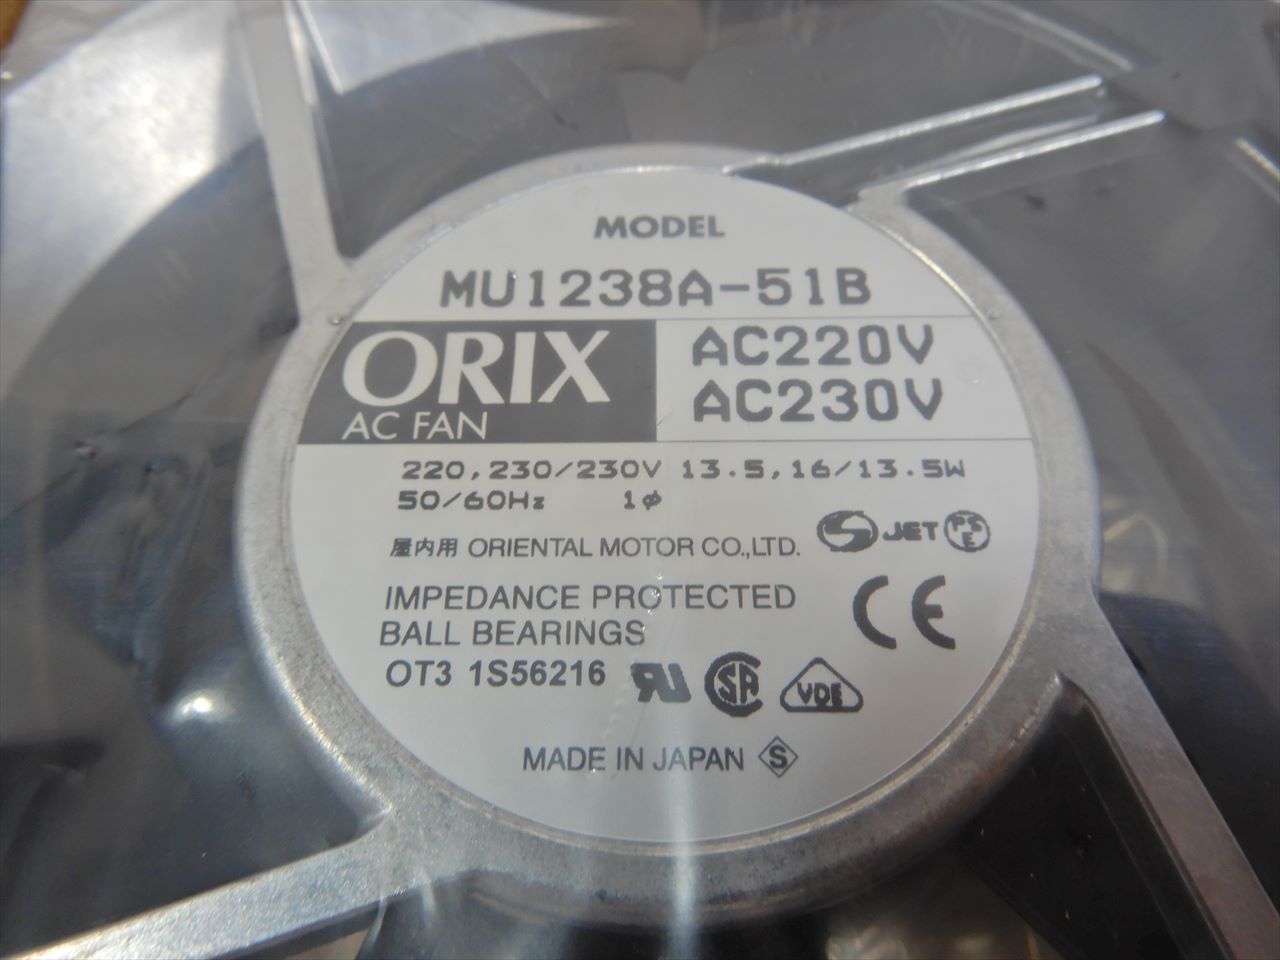 MODEL
MU1238A-51B
ORIX
AC FAN
AC220V
AC230V
220,230/230V 13.5,16/13.5W
50/60Hz 1φ
屋内用 ORIENTAL MOTOR CO.,LTD.
S JET PSE
IMPEDANCE PROTECTED
BALL BEARINGS
CE
OT3 1S56216 RU SA VDE
MADE IN JAPAN S